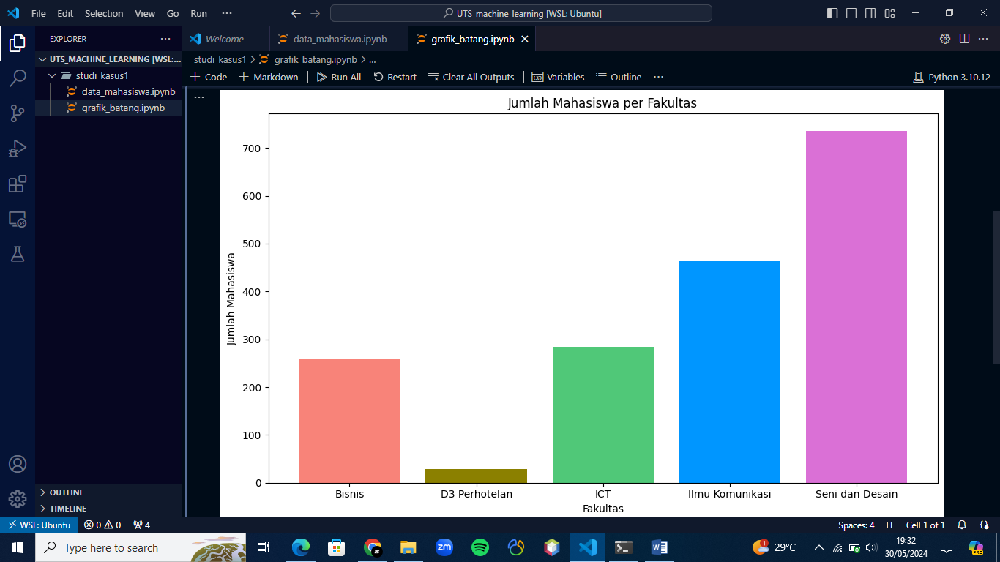 File Edit Selection View Go Run ···
UTS_machine_learning [WSL: Ubuntu]
EXPLORER ···
UTS_MACHINE_LEARNING [WSL:...
studi_kasus1
data_mahasiswa.ipynb
grafik_batang.ipynb
OUTLINE
TIMELINE
Welcome data_mahasiswa.ipynb grafik_batang.ipynb
studi_kasus1 > grafik_batang.ipynb > ...
+ Code + Markdown Run All Restart Clear All Outputs Variables Outline ··· Python 3.10.12
Jumlah Mahasiswa per Fakultas
Jumlah Mahasiswa
700
600
500
400
300
200
100
0
Bisnis D3 Perhotelan ICT Ilmu Komunikasi Seni dan Desain
Fakultas
WSL: Ubuntu 0 0 4 Spaces: 4 LF Cell 1 of 1
Type here to search
zm
W
1
29°C
19:32
30/05/2024
PRE